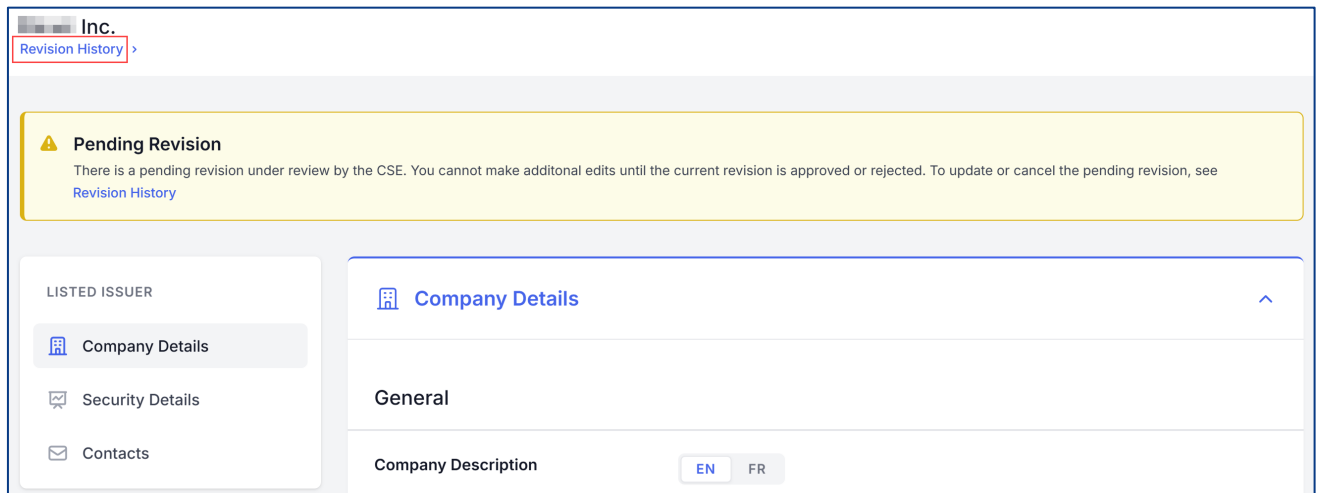 Inc.
Revision History
Pending Revision
There is a pending revision under review by the CSE. You cannot make additonal edits until the current revision is approved or rejected. To update or cancel the pending revision, see
Revision History
LISTED ISSUER
Company Details
Security Details
Contacts
Company Details
General
Company Description
EN FR